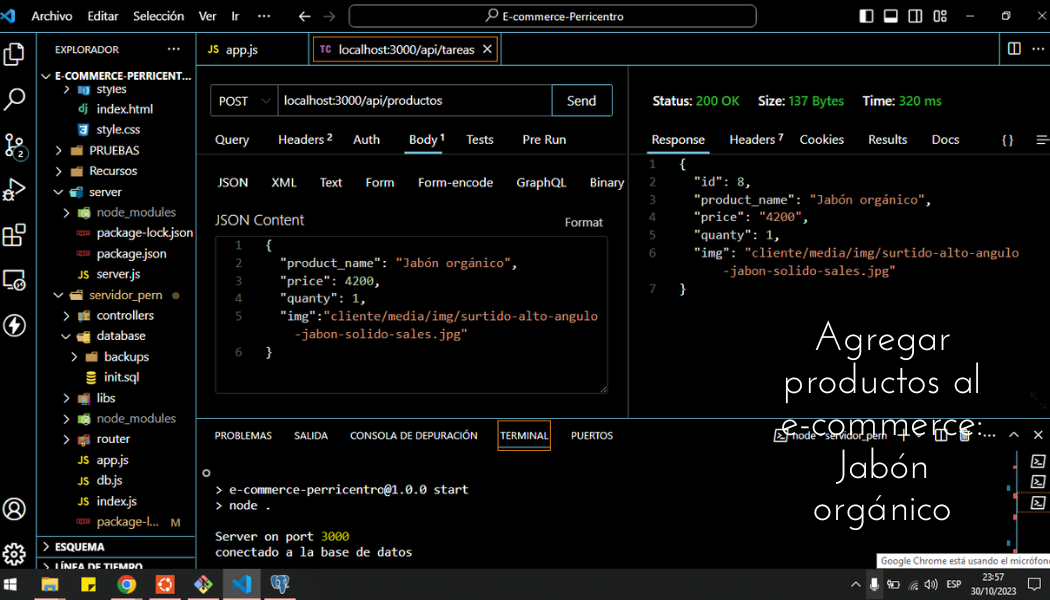 Archivo Editar Selección Ver Ir ··· E-commerce-Perricentro
EXPLORADOR ···
E-COMMERCE-PERRICENT...
styles
index.html
style.css
PRUEBAS
Recursos
server
node_modules
package-lock.json
package.json
JS server.js
servidor_pern
controllers
database
backups
init.sql
libs
node_modules
router
JS app.js
JS db.js
JS index.js
package-l... M
ESQUEMA
LÍNEA DE TIEMPO
2
JS app.js
TC localhost:3000/api/tareas
POST localhost:3000/api/productos Send
Query Headers 2 Auth Body 1 Tests Pre Run
JSON XML Text Form Form-encode GraphQL Binary
JSON Content Format
1 {
2 "product_name": "Jabón orgánico",
3 "price": 4200,
4 "quanty": 1,
5 "img":"cliente/media/img/surtido-alto-angulo
-jabon-solido-sales.jpg"
6 }
Status: 200 OK Size: 137 Bytes Time: 320 ms
Response Headers 7 Cookies Results Docs { }
1 {
2 "id": 8,
3 "product_name": "Jabón orgánico",
4 "price": "4200",
5 "quanty": 1,
6 "img": "cliente/media/img/surtido-alto-angulo
-jabon-solido-sales.jpg"
7 }
Agregar
productos al
e-commerce:
Jabón
orgánico
PROBLEMAS SALIDA CONSOLA DE DEPURACIÓN TERMINAL PUERTOS
node - servidor_pern
> e-commerce-perricentro@1.0.0 start
> node .
Server on port 3000
conectado a la base de datos
Google Chrome está usando el micrófono
ESP
23:57
30/10/2023